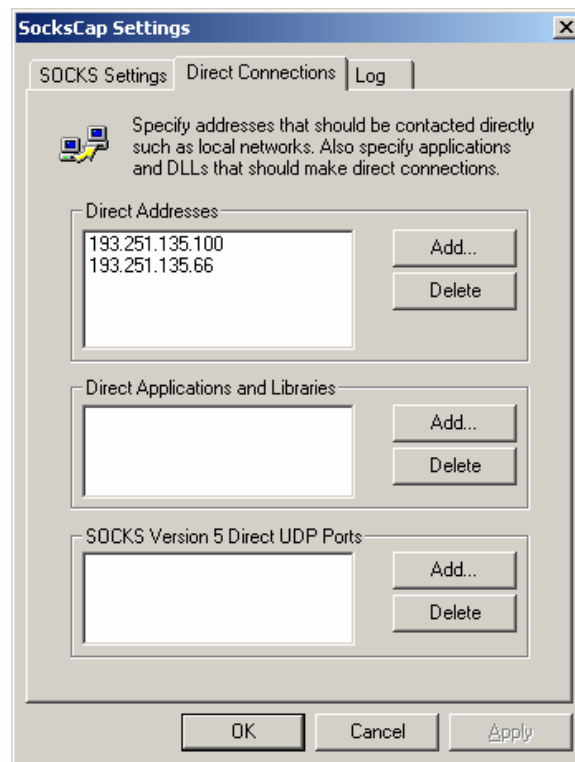 SocksCap Settings
SOCKS Settings
Direct Connections
Log
Specify addresses that should be contacted directly
such as local networks. Also specify applications
and DLLs that should make direct connections.
Direct Addresses
193.251.135.100
193.251.135.66
Add...
Delete
Direct Applications and Libraries
Add...
Delete
SOCKS Version 5 Direct UDP Ports
Add...
Delete
OK
Cancel
Apply